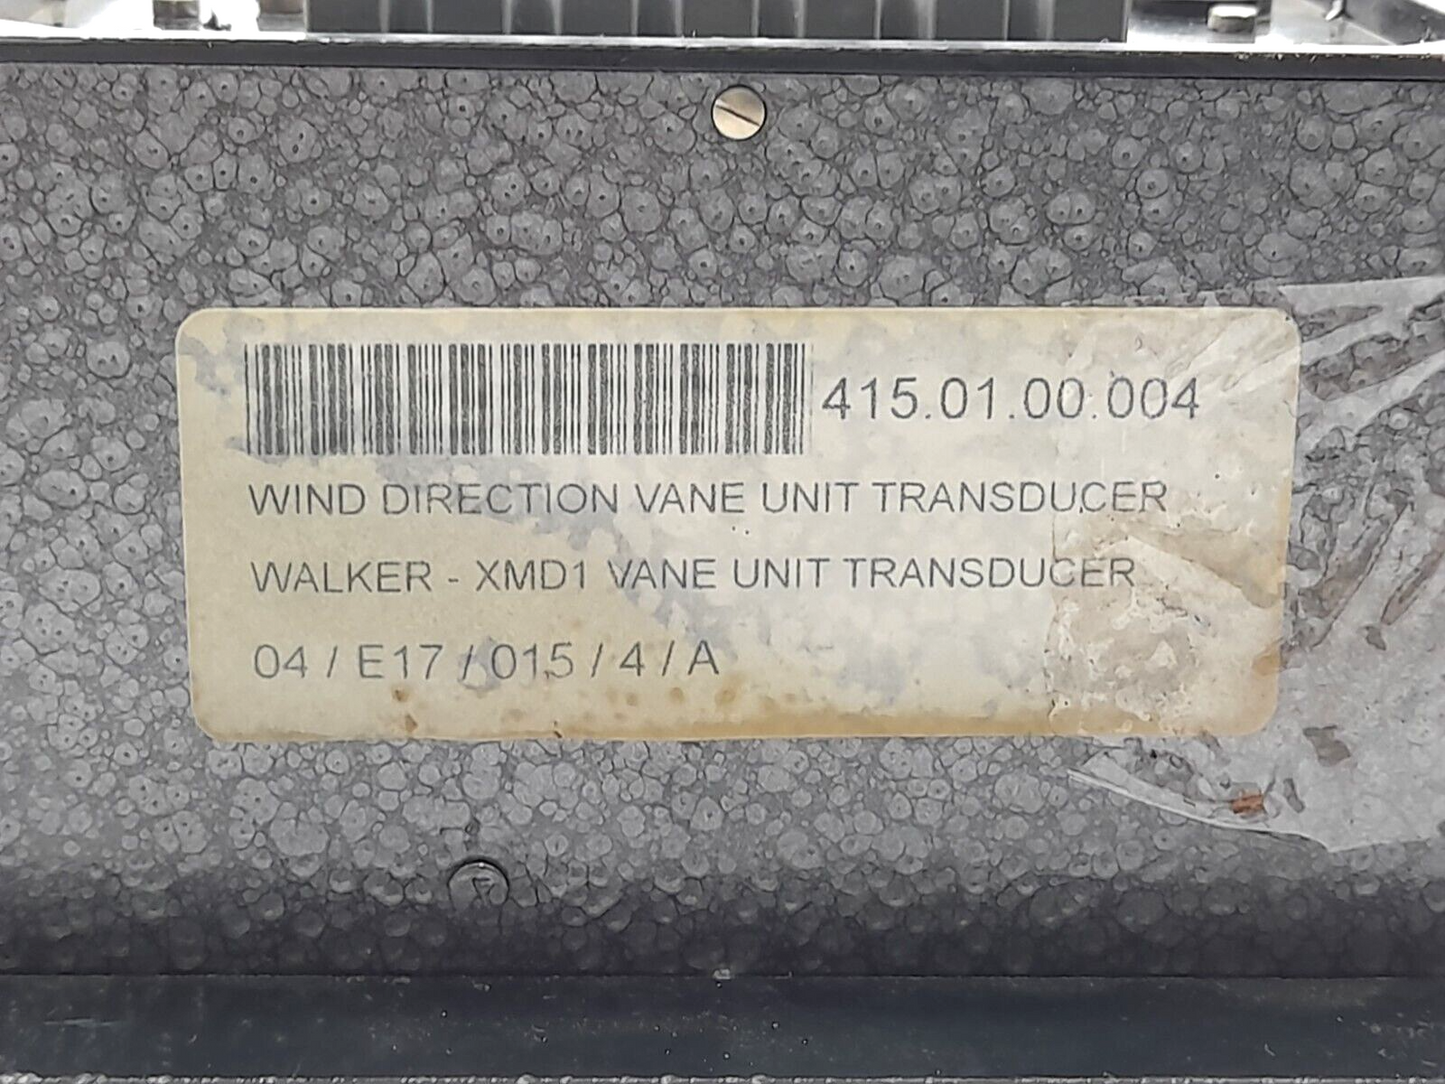 415.01.00.004
WIND DIRECTION VANE UNIT TRANSDUCER
WALKER - XMD1 VANE UNIT TRANSDUCER
04 / E17 / 015 / 4 / A